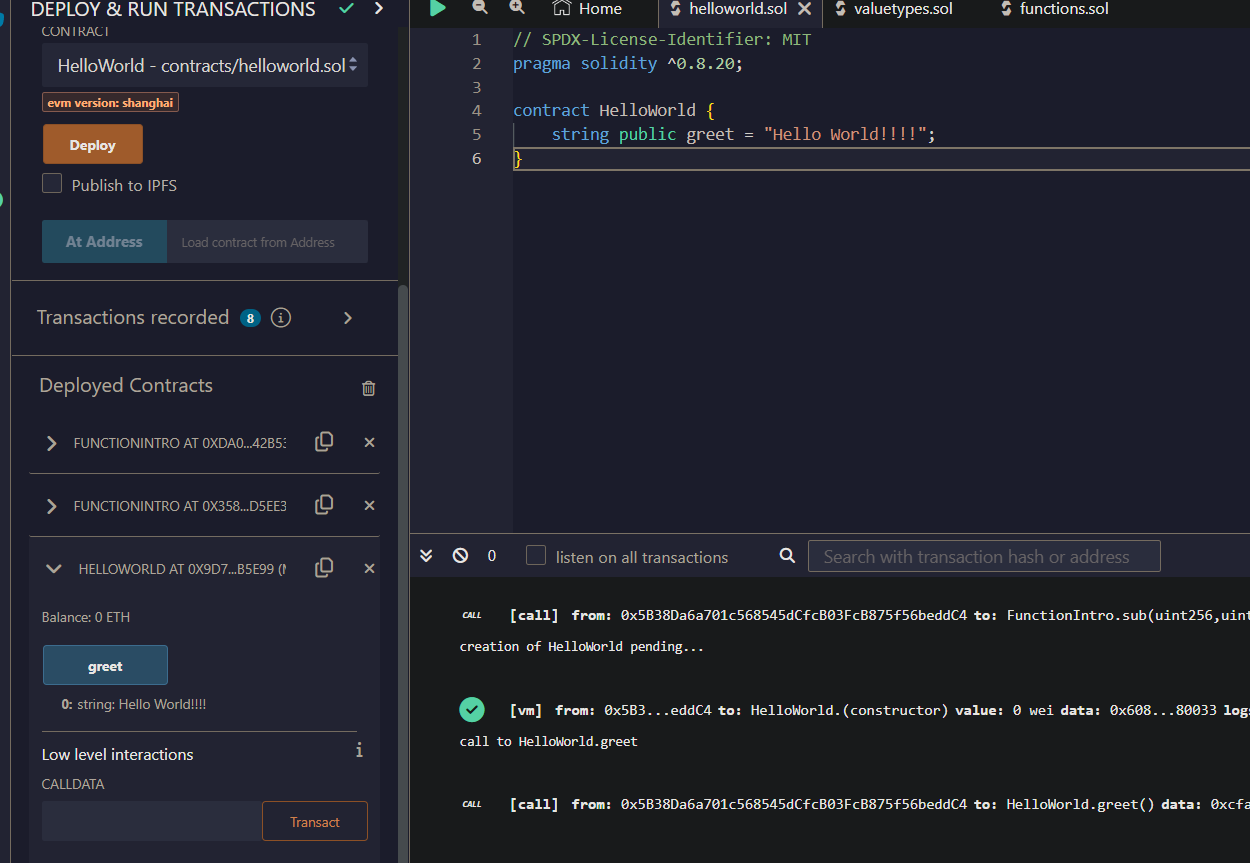 DEPLOY & RUN TRANSACTIONS
CONTRACT
HelloWorld - contracts/helloworld.sol
evm version: shanghai
Deploy
Publish to IPFS
At Address Load contract from Address
Transactions recorded 8 i
Deployed Contracts
FUNCTIONINTRO AT 0XDA0...42B53
FUNCTIONINTRO AT 0X358...D5EE3
HELLOWORLD AT 0X9D7...B5E99 (M
Balance: 0 ETH
greet
0: string: Hello World!!!!
Low level interactions i
CALLDATA
Transact
Home helloworld.sol valuetypes.sol functions.sol
1 // SPDX-License-Identifier: MIT
2 pragma solidity ^0.8.20;
3
4 contract HelloWorld {
5 string public greet = "Hello World!!!!";
6 }
0 listen on all transactions Search with transaction hash or address
CALL [call] from: 0x5B38Da6a701c568545dCfcB03FcB875f56beddC4 to: FunctionIntro.sub(uint256,uint
creation of HelloWorld pending...
[vm] from: 0x5B3...eddC4 to: HelloWorld.(constructor) value: 0 wei data: 0x608...80033 logs
call to HelloWorld.greet
CALL [call] from: 0x5B38Da6a701c568545dCfcB03FcB875f56beddC4 to: HelloWorld.greet() data: 0xcfa